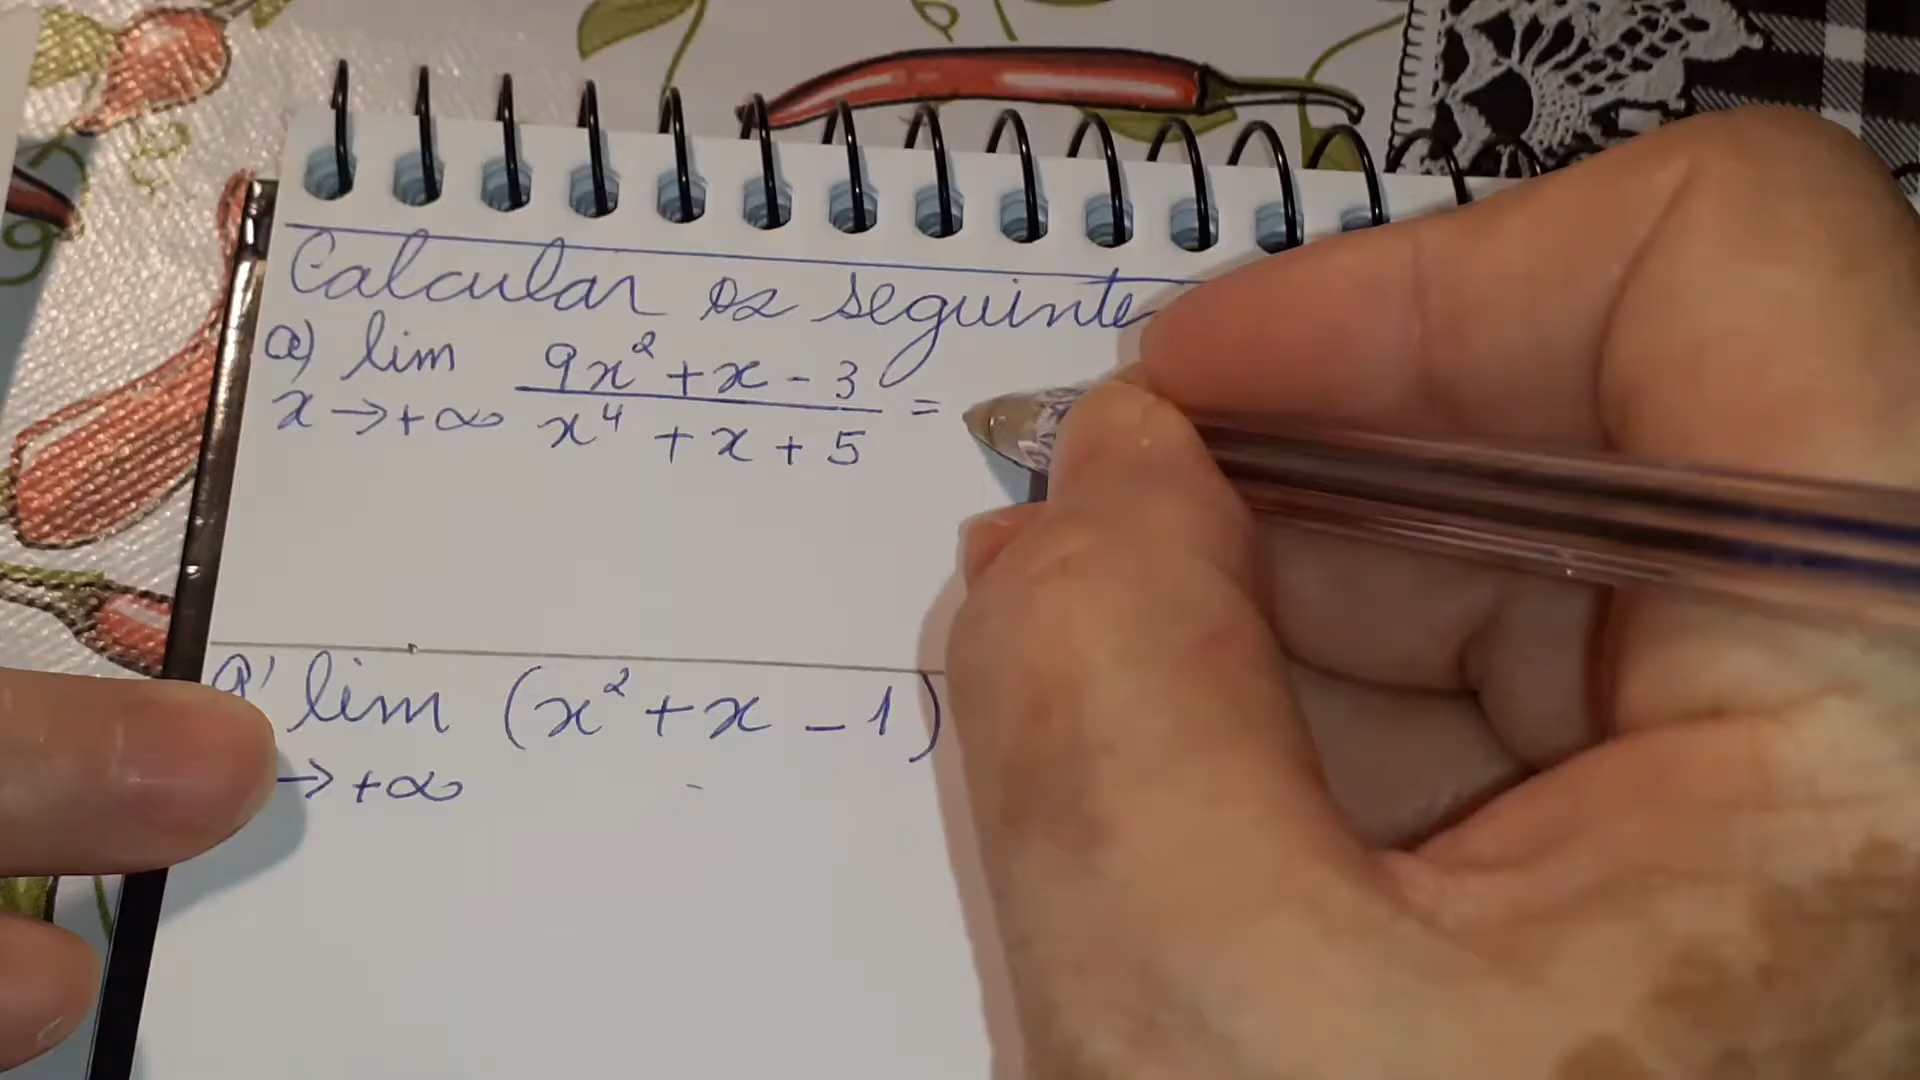 Calcular os seguinte
a) lim 9x² + x - 3
x → +∞ x⁴ + x + 5 =
lim (x² + x - 1)
→ +∞